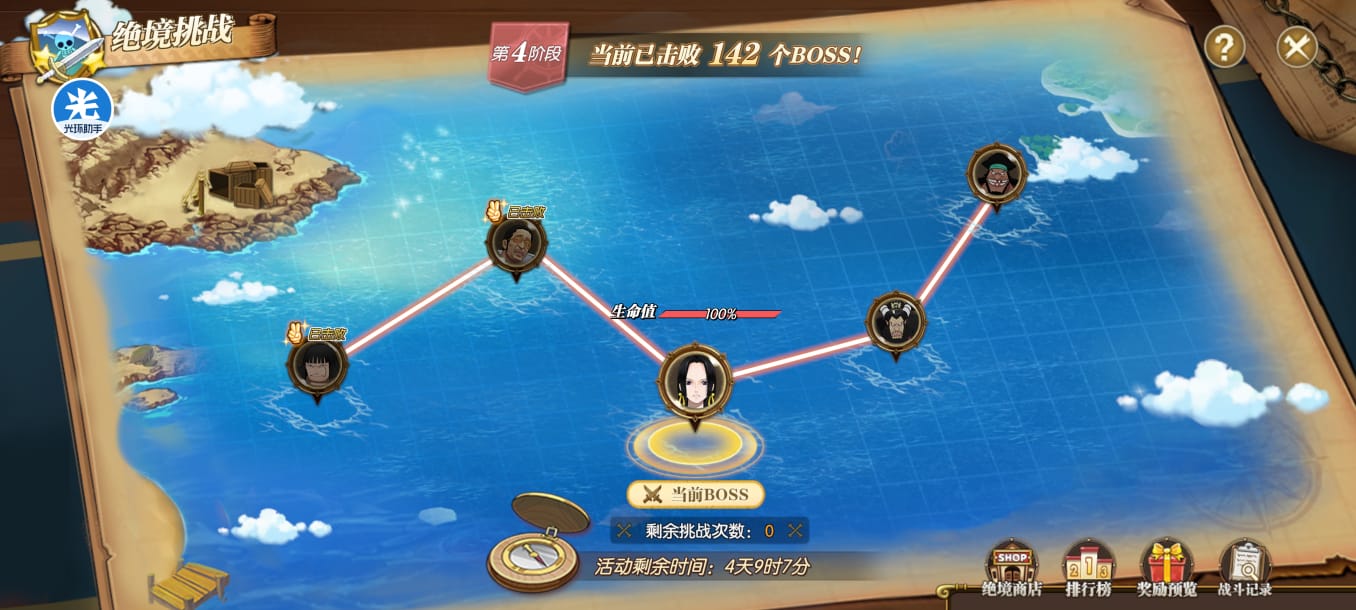 绝境挑战
第4阶段
当前已击败 142 个BOSS!
?
光
光环助手
已击败
已击败
生命值 100%
当前BOSS
剩余挑战次数: 0
活动剩余时间: 4天9时7分
SHOP
2 1 3
绝境商店 排行榜 奖励预览 战斗记录